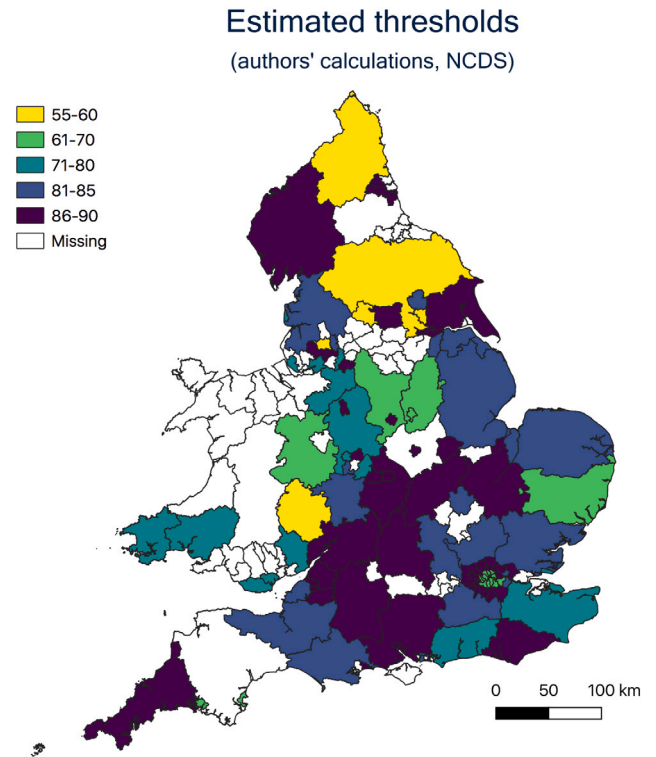 Estimated thresholds
(authors' calculations, NCDS)
55-60
61-70
71-80
81-85
86-90
Missing
0 50 100 km